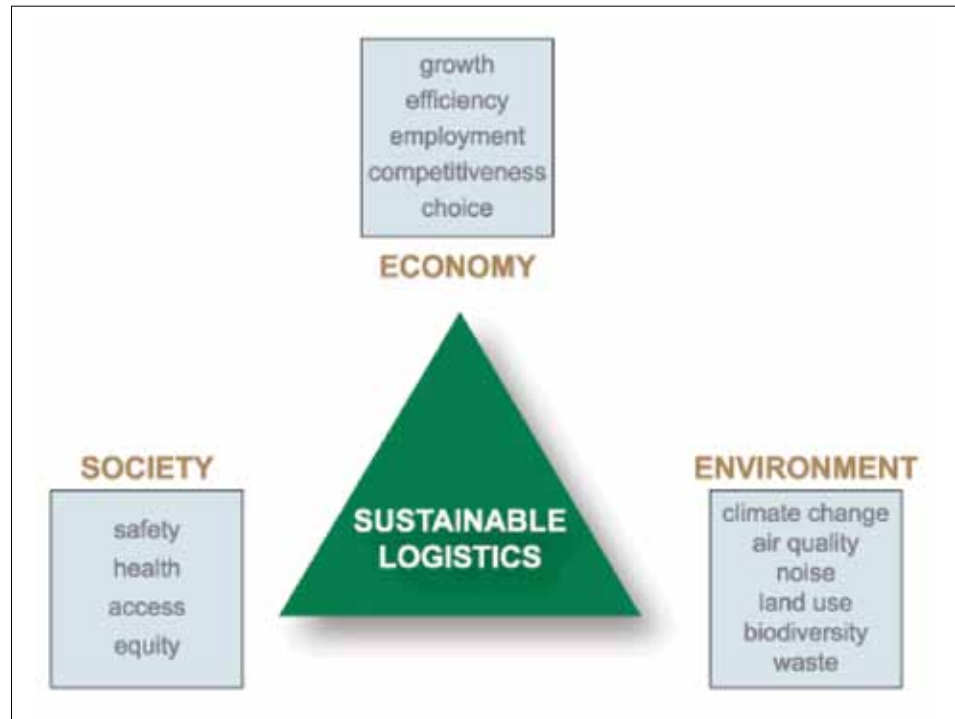 growth
efficiency
employment
competitiveness
choice
ECONOMY
SOCIETY
safety
health
access
equity
SUSTAINABLE
LOGISTICS
ENVIRONMENT
climate change
air quality
noise
land use
biodiversity
waste